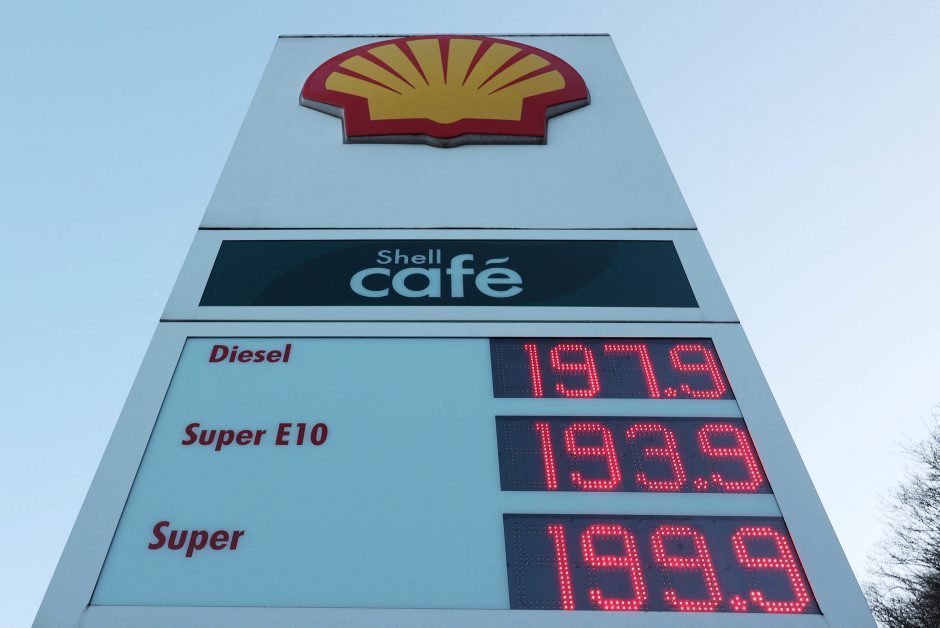 Shell
café
Diesel 197.9
Super E10 193.9
Super 199.9